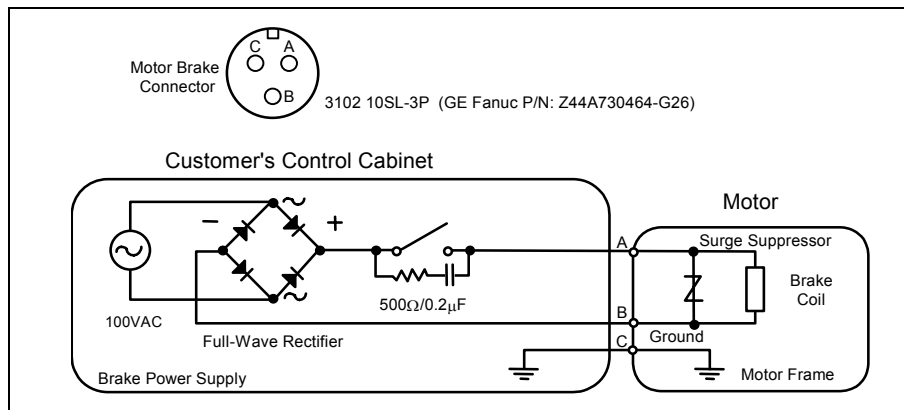 C A
B
Motor Brake
Connector
3102 10SL-3P (GE Fanuc P/N: Z44A730464-G26)
Customer's Control Cabinet
Motor
− +
A
Surge Suppressor
Brake
Coil
500Ω/0.2μF
100VAC
B
Full-Wave Rectifier
Ground
C
Brake Power Supply
Motor Frame